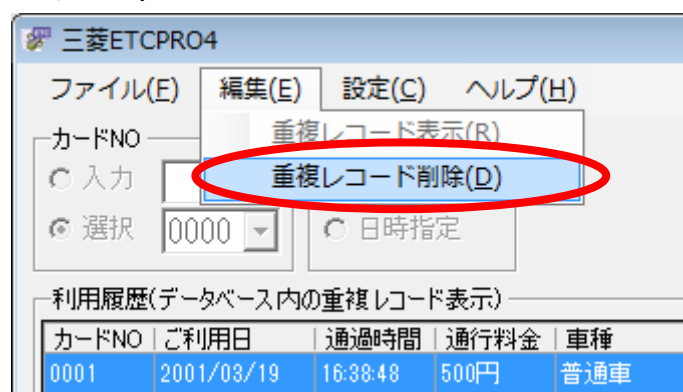 三菱ETCPRO4
ファイル(F) 編集(E) 設定(C) ヘルプ(H)
カードNO
重複レコード表示(R)
入力
重複レコード削除(D)
選択 0000 日時指定
利用履歴(データベース内の重複レコード表示)
カードNO ご利用日 通過時間 通行料金 車種
0001 2001/03/19 16:38:48 500円 普通車